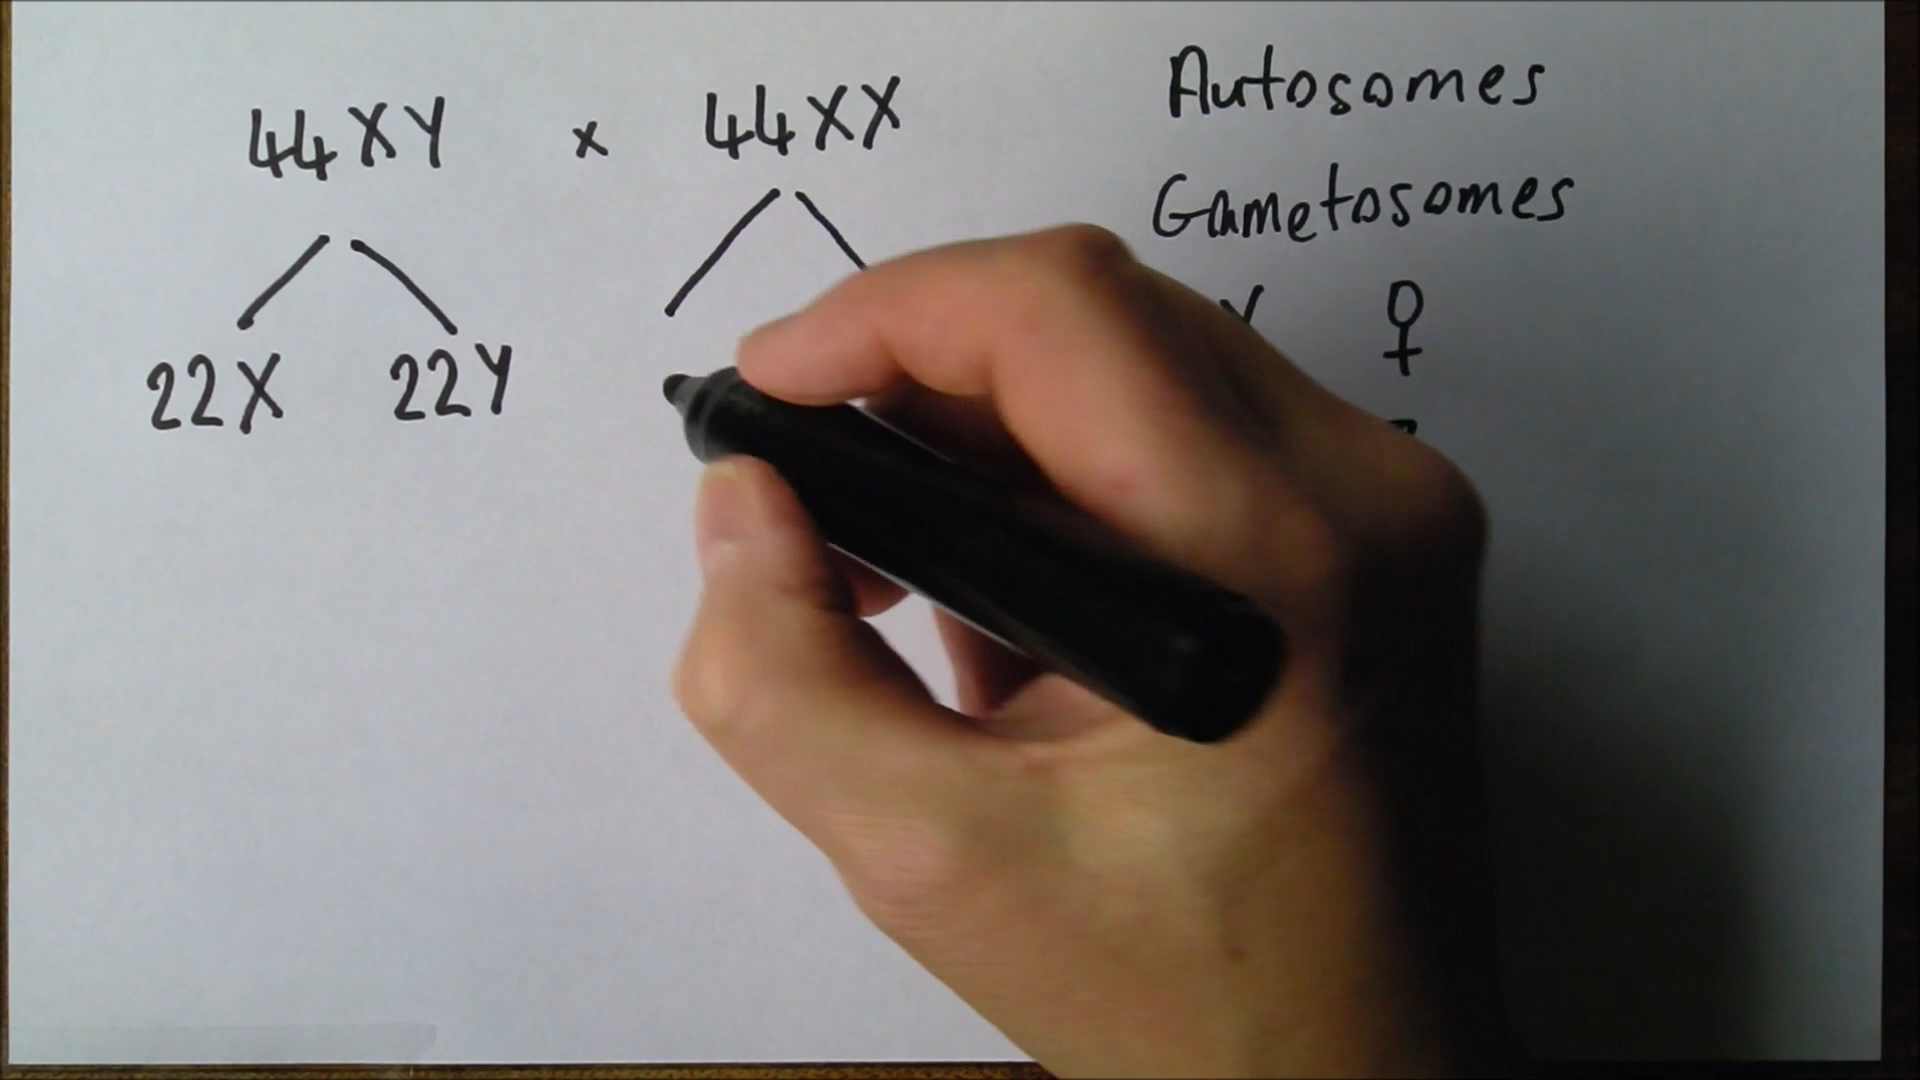 44XY x 44XX
22X 22Y
Autosomes
Gametosomes
Y ♀